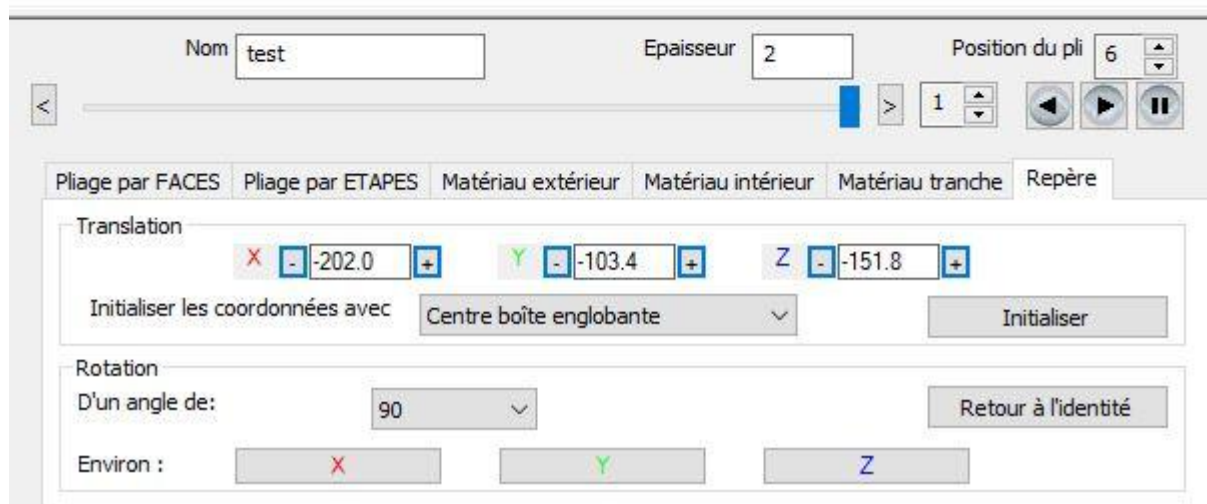 Nom test Epaisseur 2 Position du pli 6
< > 1
Pliage par FACES Pliage par ETAPES Matériau extérieur Matériau intérieur Matériau tranche Repère
Translation
X - -202.0 + Y - -103.4 + Z - -151.8 +
Initialiser les coordonnées avec Centre boîte englobante Initialiser
Rotation
D'un angle de: 90 Retour à l'identité
Environ : X Y Z